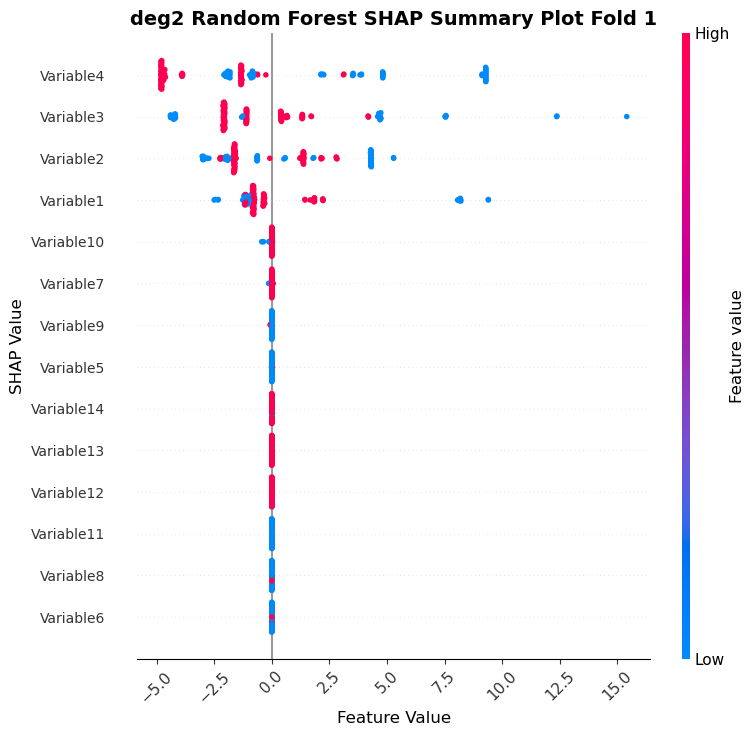 deg2 Random Forest SHAP Summary Plot Fold 1
High
Variable4
Variable3
Variable2
Variable1
Variable10
Variable7
Variable9
Variable5
Variable14
Variable13
Variable12
Variable11
Variable8
Variable6
SHAP Value
Feature value
Low
−5.0 −2.5 0.0 2.5 5.0 7.5 10.0 12.5 15.0
Feature Value